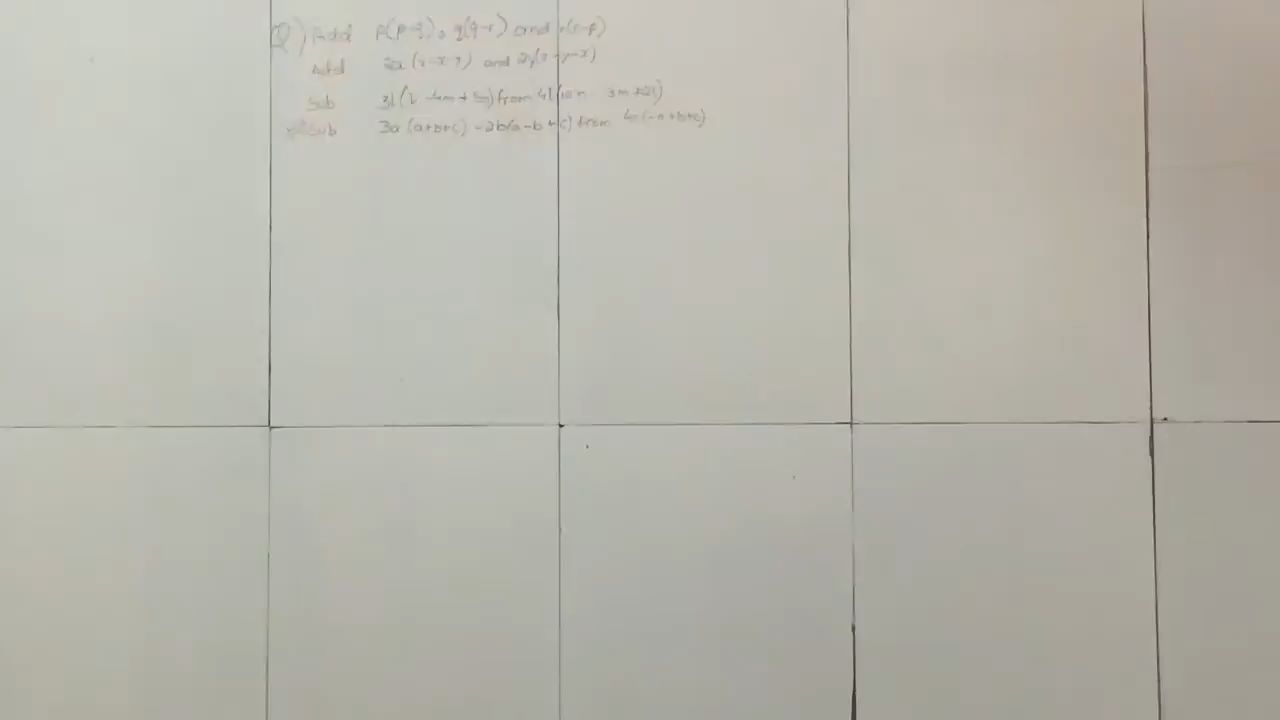 Q) Add p(p-q), q(q-r) and r(r-p)
Add 2x(z-x-y) and 2y(z-y-x)
Sub 3l(l-4m+5n) from 4l(10n-3m+2l)
Sub 3a(a+b+c)-2b(a-b+c) from 4c(-a+b+c)